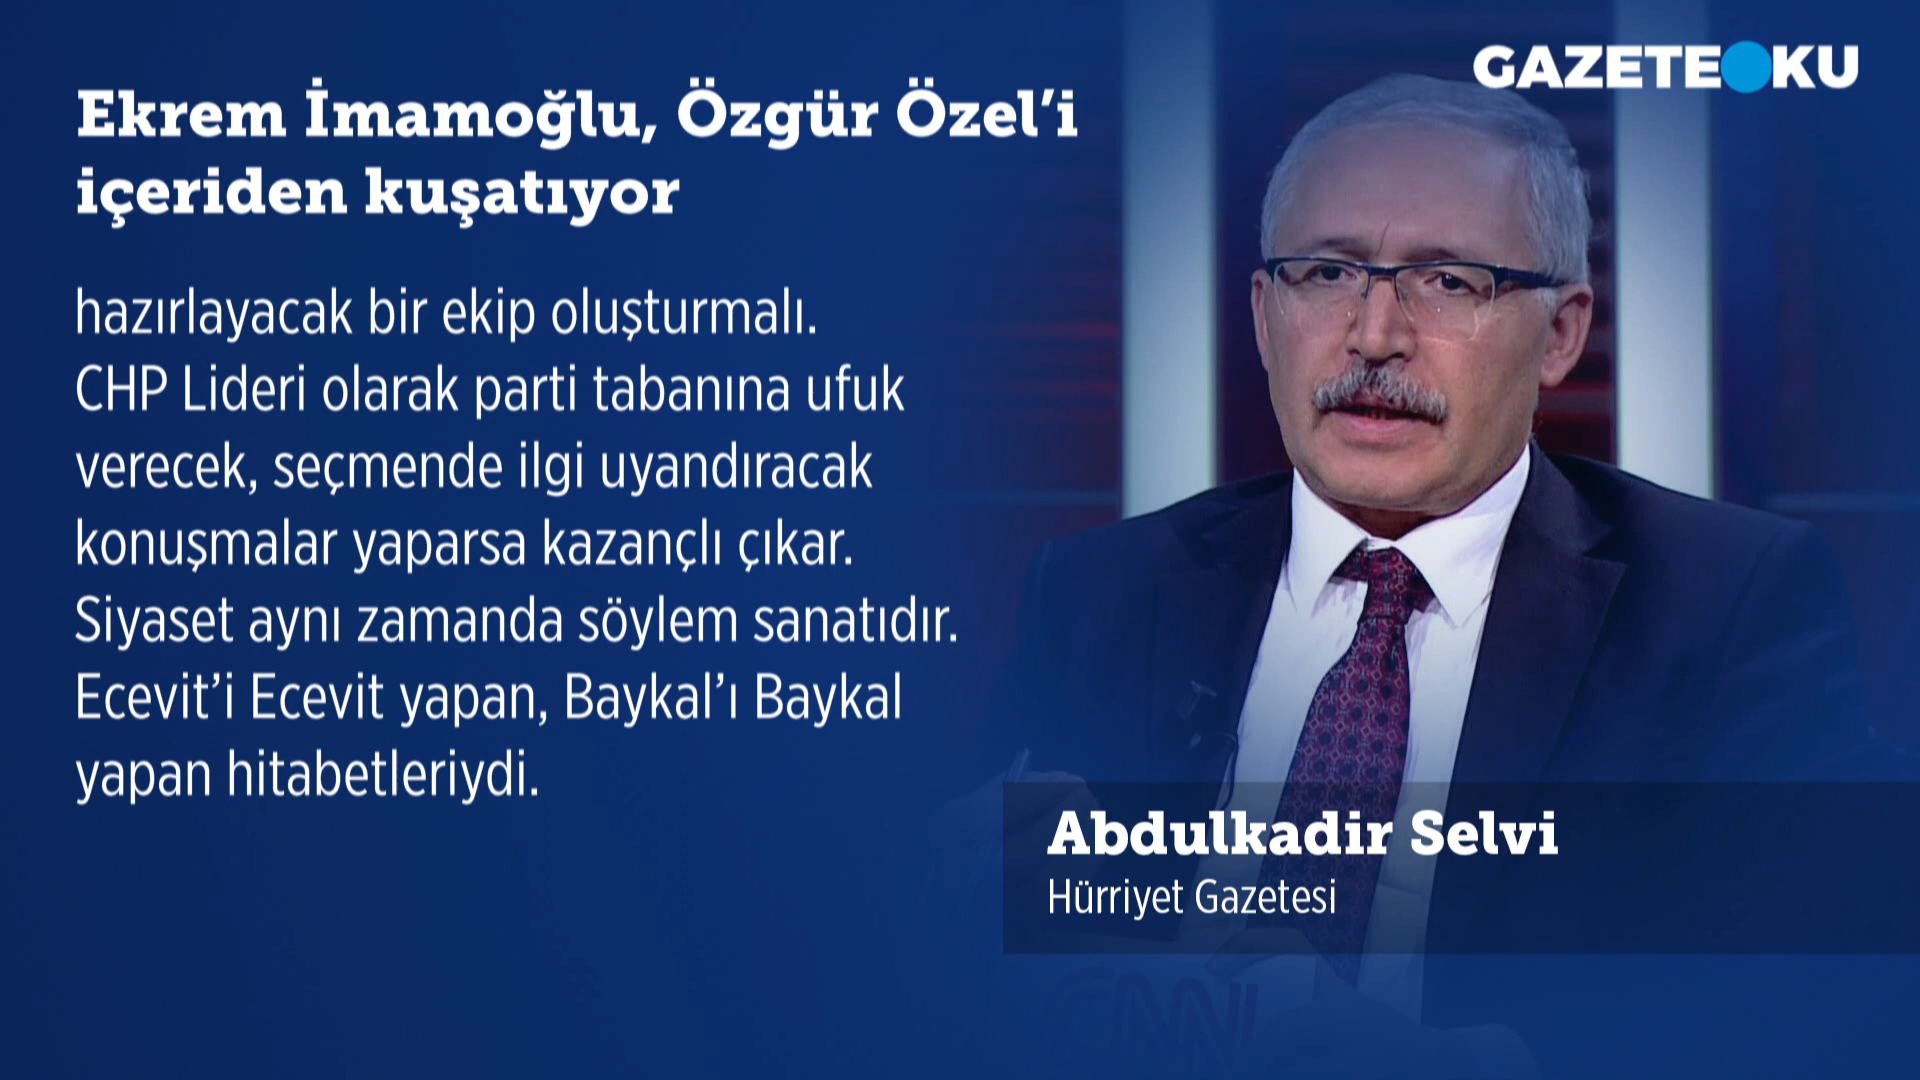 GAZETE OKU
Ekrem İmamoğlu, Özgür Özel’i
içeriden kuşatıyor
hazırlayacak bir ekip oluşturmalı.
CHP Lideri olarak parti tabanına ufuk
verecek, seçmende ilgi uyandıracak
konuşmalar yaparsa kazançlı çıkar.
Siyaset aynı zamanda söylem sanatıdır.
Ecevit’i Ecevit yapan, Baykal’ı Baykal
yapan hitabetleriydi.
Abdulkadir Selvi
Hürriyet Gazetesi
CNN